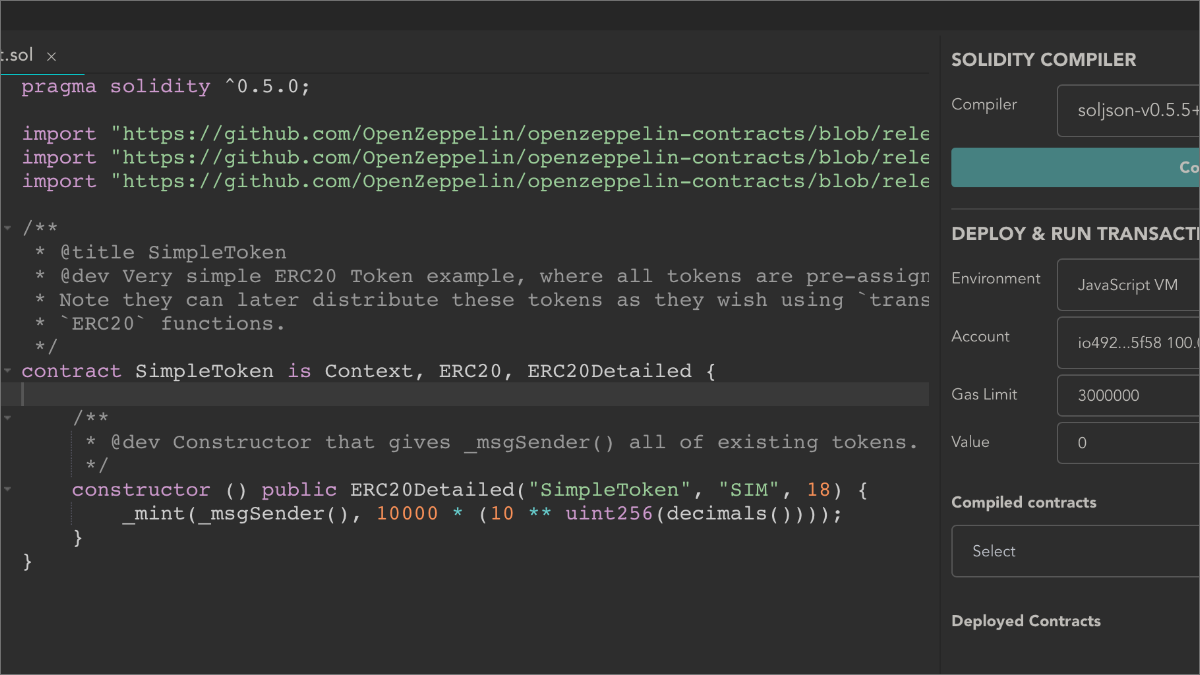 t.sol ×
pragma solidity ^0.5.0;
import "https://github.com/OpenZeppelin/openzeppelin-contracts/blob/rele
import "https://github.com/OpenZeppelin/openzeppelin-contracts/blob/rele
import "https://github.com/OpenZeppelin/openzeppelin-contracts/blob/rele
/**
* @title SimpleToken
* @dev Very simple ERC20 Token example, where all tokens are pre-assign
* Note they can later distribute these tokens as they wish using `trans
* `ERC20` functions.
*/
contract SimpleToken is Context, ERC20, ERC20Detailed {
/**
* @dev Constructor that gives _msgSender() all of existing tokens.
*/
constructor () public ERC20Detailed("SimpleToken", "SIM", 18) {
_mint(_msgSender(), 10000 * (10 ** uint256(decimals())));
}
}
SOLIDITY COMPILER
Compiler
soljson-v0.5.5+
Co
DEPLOY & RUN TRANSACTI
Environment
JavaScript VM
Account
io492...5f58 100.0
Gas Limit
3000000
Value
0
Compiled contracts
Select
Deployed Contracts